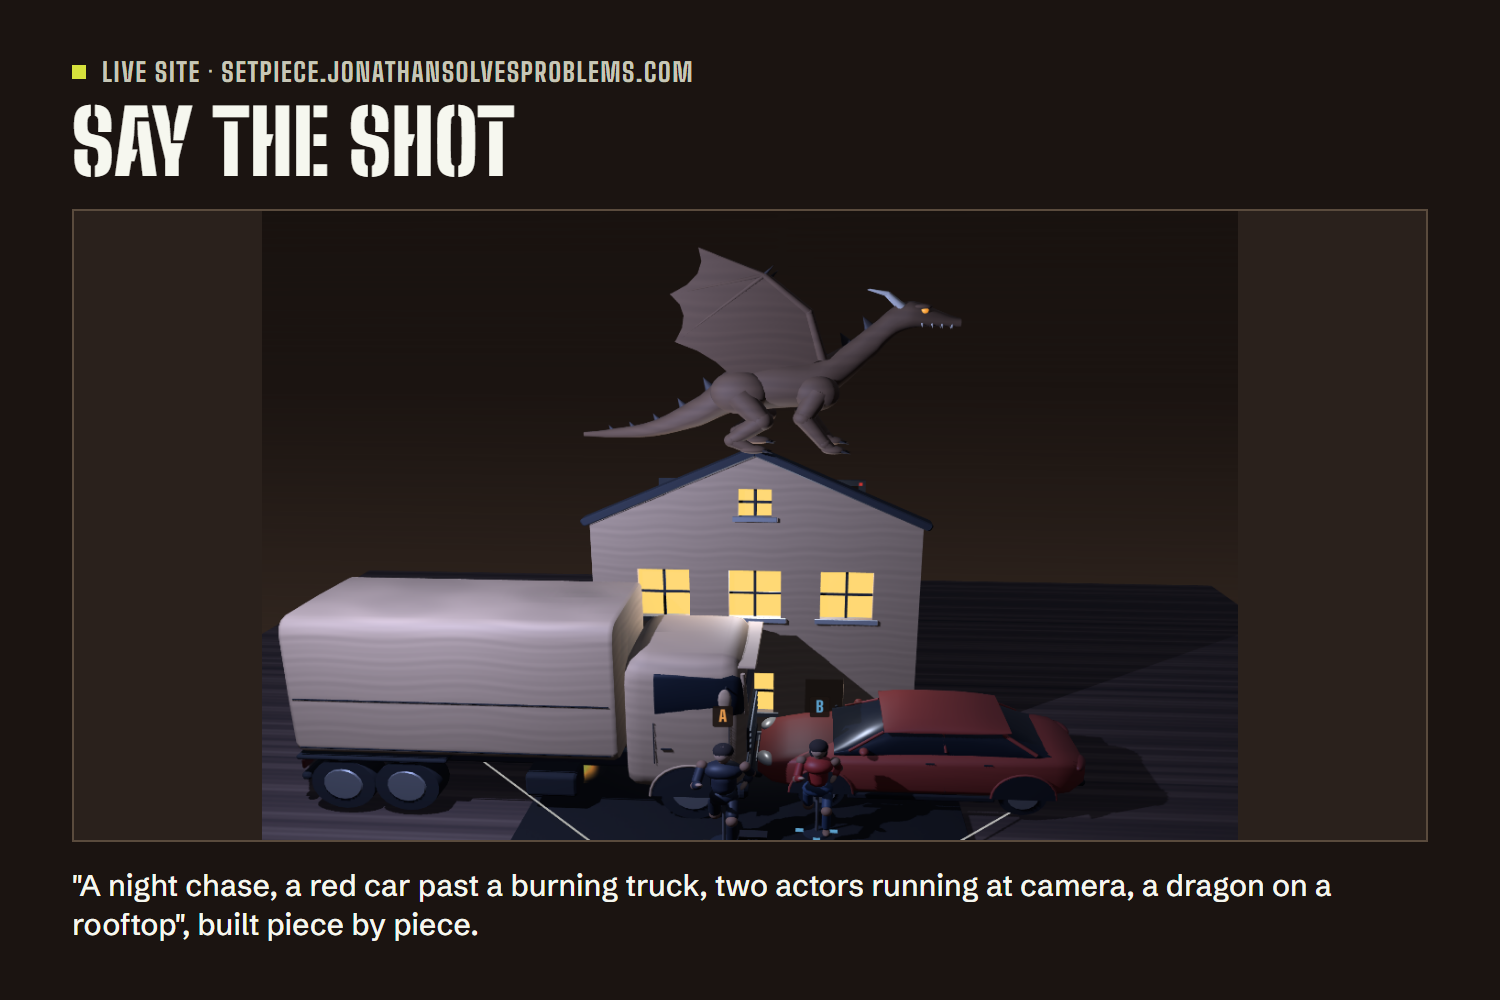 LIVE SITE · SETPIECE.JONATHANSOLVESPROBLEMS.COM
SAY THE SHOT
A
B
"A night chase, a red car past a burning truck, two actors running at camera, a dragon on a
rooftop", built piece by piece.